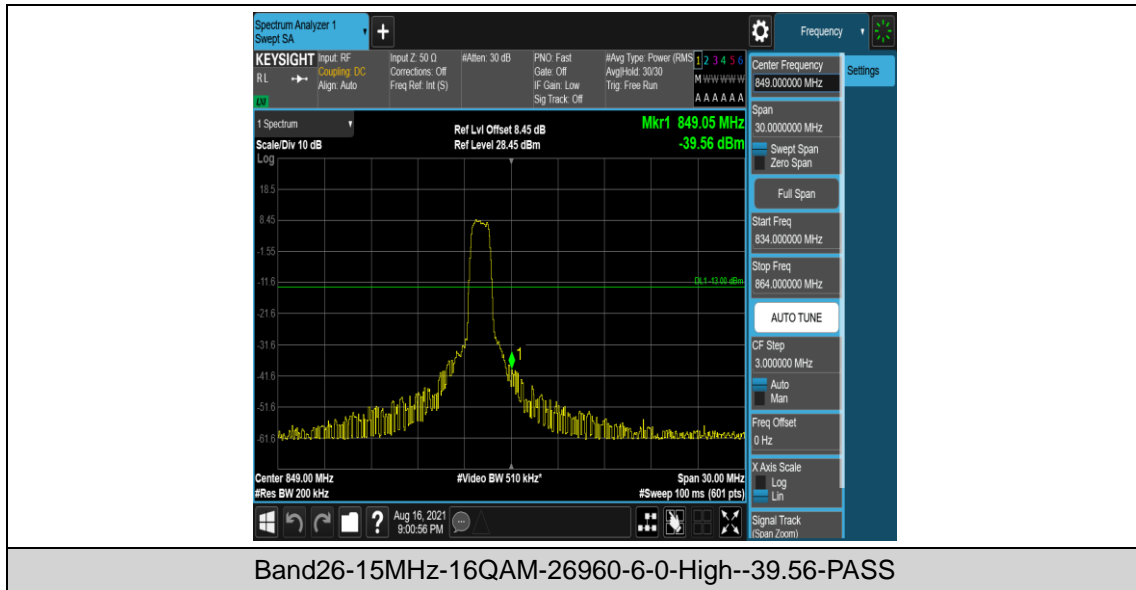 Spectrum Analyzer 1
Swept SA
+
Frequency
KEYSIGHT
RL
Input: RF
Coupling: DC
Align: Auto
Input Z: 50 Ω
Corrections: Off
Freq Ref: Int (S)
#Atten: 30 dB
PNO: Fast
Gate: Off
IF Gain: Low
Sig Track: Off
#Avg Type: Power (RMS
Avg|Hold: 30/30
Trig: Free Run
1 2 3 4 5 6
M W W W W W
A A A A A A
Center Frequency
849.000000 MHz
Settings
1 Spectrum
Scale/Div 10 dB
Ref Lvl Offset 8.45 dB
Ref Level 28.45 dBm
Mkr1 849.05 MHz
-39.56 dBm
Span
30.0000000 MHz
Swept Span
Zero Span
Full Span
Start Freq
834.000000 MHz
Stop Freq
864.000000 MHz
AUTO TUNE
CF Step
3.000000 MHz
Auto
Man
Freq Offset
0 Hz
X Axis Scale
Log
Lin
Signal Track
(Span Zoom)
Log
18.5
8.45
-1.55
-11.6
DL1 -13.00 dBm
-21.6
-31.6
1
-41.6
-51.6
-61.6
Center 849.00 MHz
#Video BW 510 kHz*
Span 30.00 MHz
#Res BW 200 kHz
#Sweep 100 ms (601 pts)
?
Aug 16, 2021
9:00:56 PM
Band26-15MHz-16QAM-26960-6-0-High--39.56-PASS